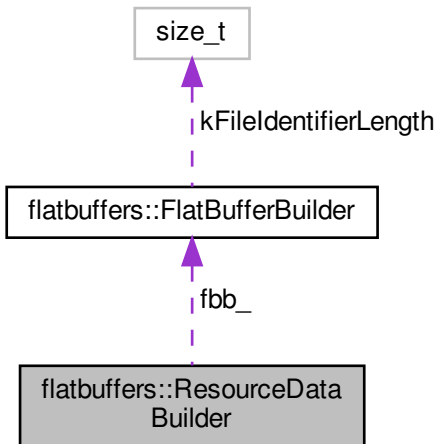 size_t
kFileIdentifierLength
flatbuffers::FlatBufferBuilder
fbb_
flatbuffers::ResourceData
Builder